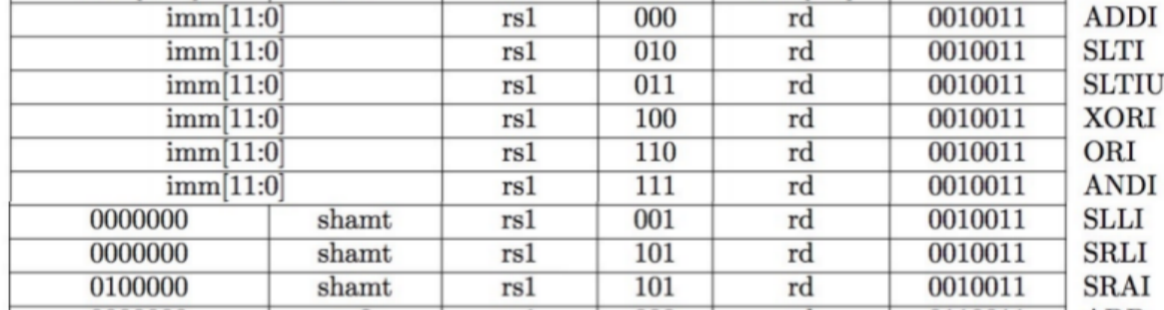 imm[11:0] rs1 000 rd 0010011 ADDI
imm[11:0] rs1 010 rd 0010011 SLTI
imm[11:0] rs1 011 rd 0010011 SLTIU
imm[11:0] rs1 100 rd 0010011 XORI
imm[11:0] rs1 110 rd 0010011 ORI
imm[11:0] rs1 111 rd 0010011 ANDI
0000000 shamt rs1 001 rd 0010011 SLLI
0000000 shamt rs1 101 rd 0010011 SRLI
0100000 shamt rs1 101 rd 0010011 SRAI